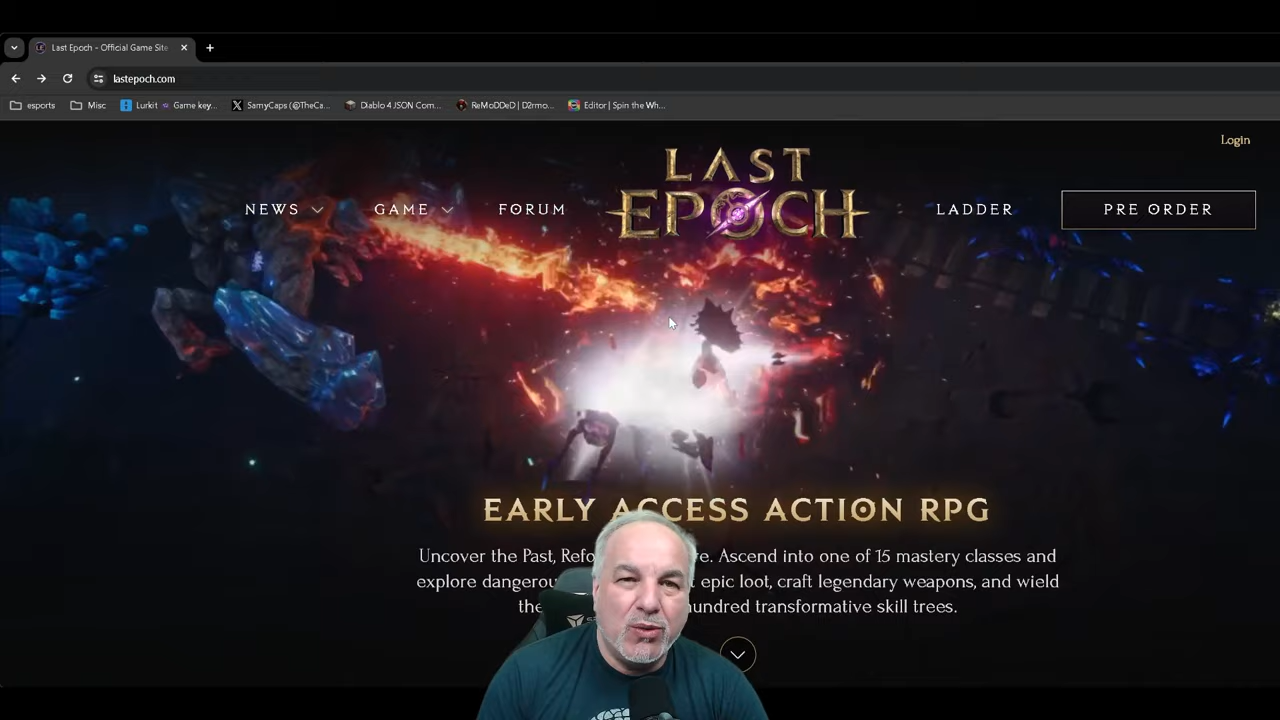 Last Epoch - Official Game Site
lastepoch.com
esports
Misc
Lurkit
Game key...
SamyCaps (@TheCa...
Diablo 4 JSON Com...
ReMoDDeD | D2rmo...
Editor | Spin the Wh...
Login
LAST
EPOCH
NEWS
GAME
FORUM
LADDER
PRE ORDER
EARLY ACCESS ACTION RPG
Uncover the Past, Refo e. Ascend into one of 15 mastery classes and
explore dangerou t epic loot, craft legendary weapons, and wield
the hundred transformative skill trees.